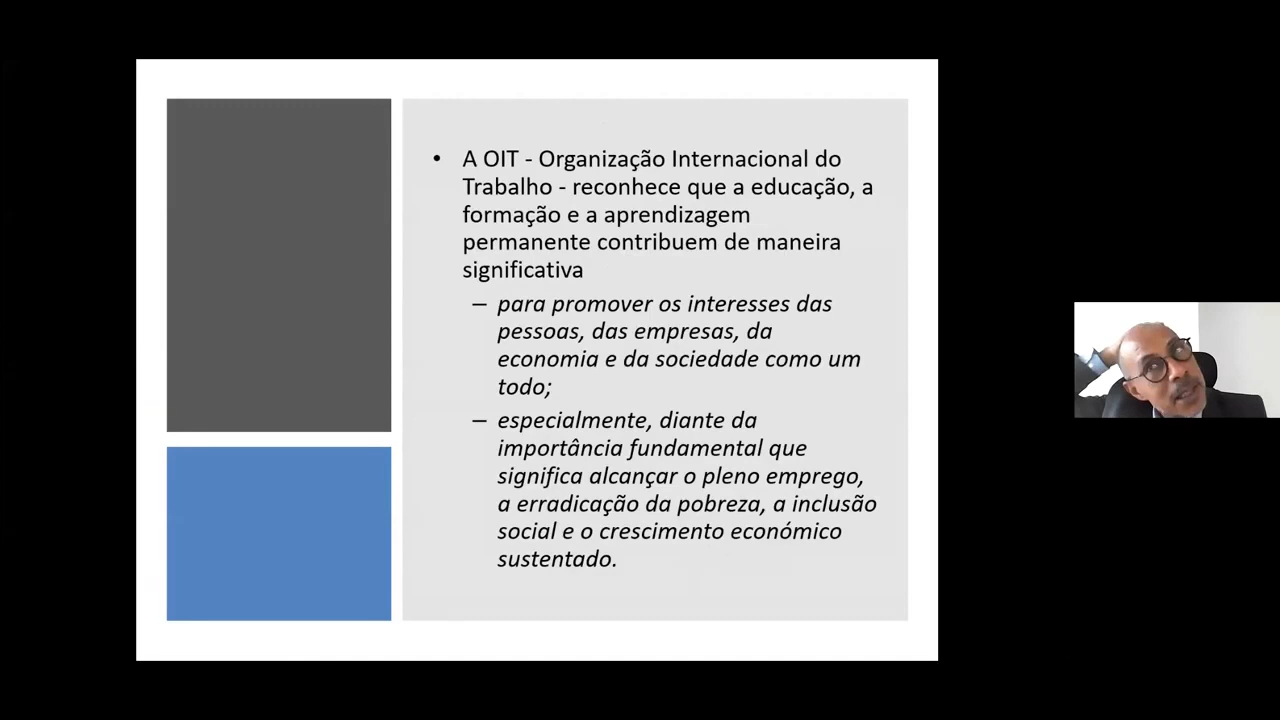 • A OIT - Organização Internacional do
Trabalho - reconhece que a educação, a
formação e a aprendizagem
permanente contribuem de maneira
significativa
– para promover os interesses das
pessoas, das empresas, da
economia e da sociedade como um
todo;
– especialmente, diante da
importância fundamental que
significa alcançar o pleno emprego,
a erradicação da pobreza, a inclusão
social e o crescimento económico
sustentado.